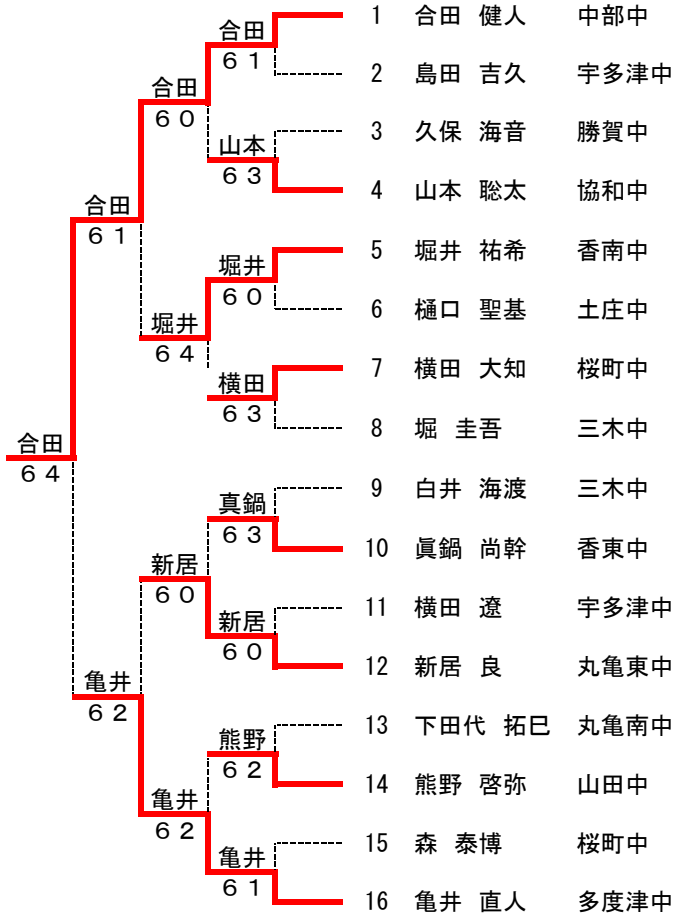 合田 1 合田 健人 中部中
６１
合田 2 島田 吉久 宇多津中
６０
山本 3 久保 海音 勝賀中
６３
合田 4 山本 聡太 協和中
６１
堀井 5 堀井 祐希 香南中
６０
堀井 6 樋口 聖基 土庄中
６４
横田 7 横田 大知 桜町中
６３
合田 8 堀 圭吾 三木中
６４
真鍋 9 白井 海渡 三木中
６３
新居 10 眞鍋 尚幹 香東中
６０
新居 11 横田 遼 宇多津中
６０
亀井 12 新居 良 丸亀東中
６２
熊野 13 下田代 拓巳 丸亀南中
６２
亀井 14 熊野 啓弥 山田中
６２
亀井 15 森 泰博 桜町中
６１
16 亀井 直人 多度津中